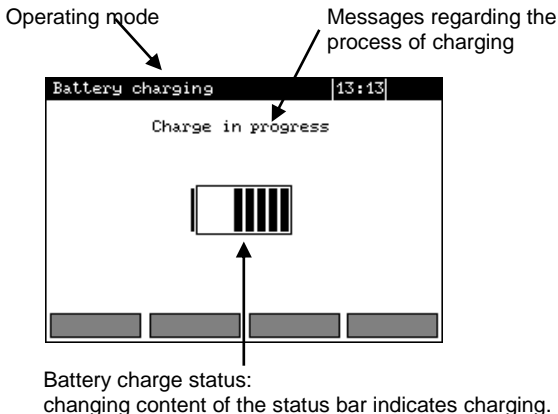 Operating mode
Messages regarding the
process of charging
Battery charging 13:13
Charge in progress
Battery charge status:
changing content of the status bar indicates charging.